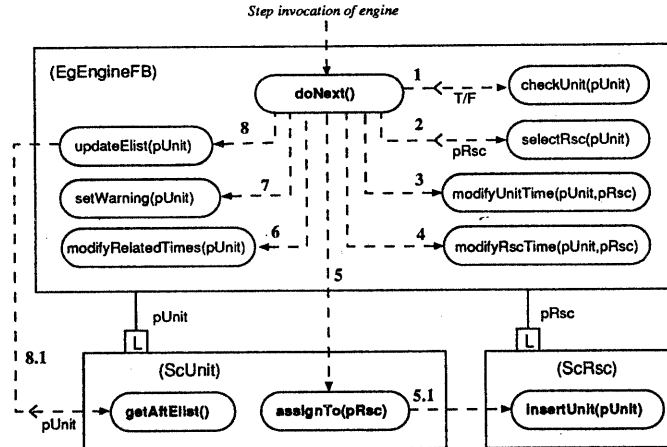 Step invocation of engine
(EgEngineFB)
doNext()
1
T/F
checkUnit(pUnit)
8
2
updateElist(pUnit)
pRsc
selectRsc(pUnit)
7
3
setWarning(pUnit)
modifyUnitTime(pUnit,pRsc)
6
4
modifyRelatedTimes(pUnit)
modifyRscTime(pUnit,pRsc)
5
pUnit
pRsc
L
L
8.1
(ScUnit)
(ScRsc)
5.1
pUnit
getAftElist()
assignTo(pRsc)
insertUnit(pUnit)